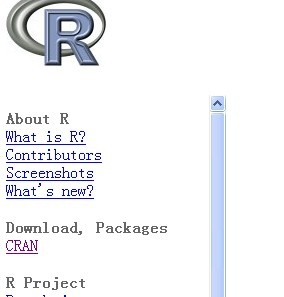 R
About R
What is R?
Contributors
Screenshots
What's new?
Download, Packages
CRAN
R Project